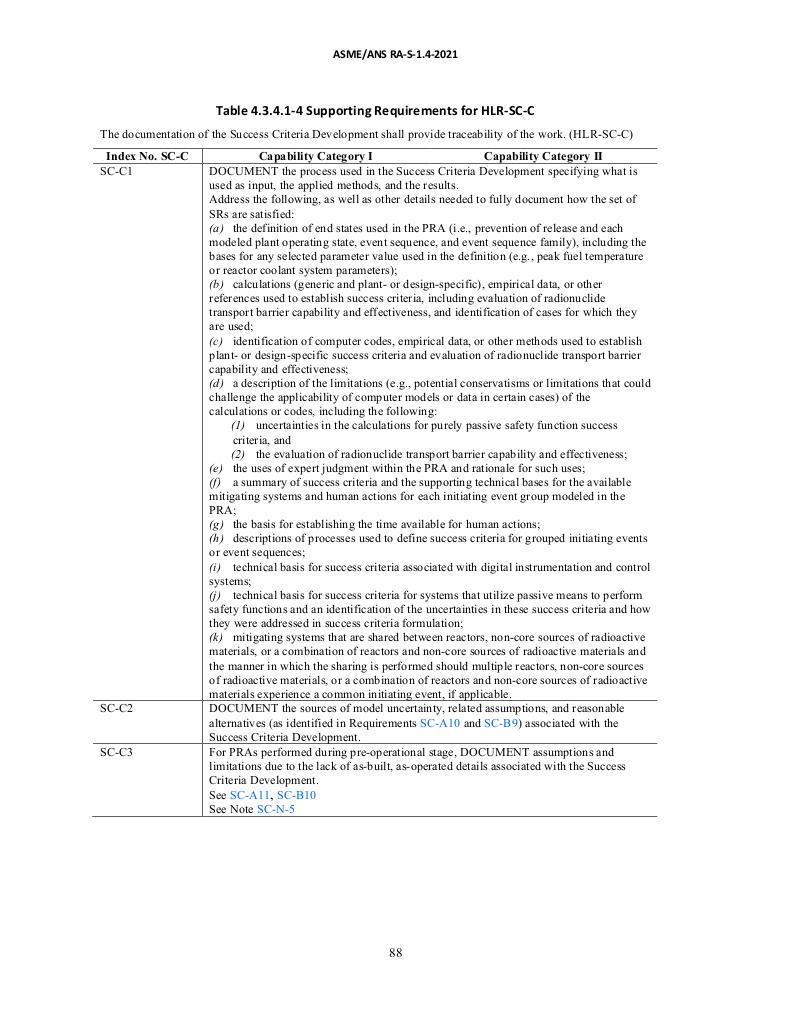 ASME/ANS RA-S-1.4-2021
Table 4.3.4.1-4 Supporting Requirements for HLR-SC-C
The documentation of the Success Criteria Development shall provide traceability of the work. (HLR-SC-C)
Index No. SC-C Capability Category I Capability Category II
SC-C1 DOCUMENT the process used in the Success Criteria Development specifying what is
used as input, the applied methods, and the results.
Address the following, as well as other details needed to fully document how the set of
SRs are satisfied:
(a) the definition of end states used in the PRA (i.e., prevention of release and each
modeled plant operating state, event sequence, and event sequence family), including the
bases for any selected parameter value used in the definition (e.g., peak fuel temperature
or reactor coolant system parameters);
(b) calculations (generic and plant- or design-specific), empirical data, or other
references used to establish success criteria, including evaluation of radionuclide
transport barrier capability and effectiveness, and identification of cases for which they
are used;
(c) identification of computer codes, empirical data, or other methods used to establish
plant- or design-specific success criteria and evaluation of radionuclide transport barrier
capability and effectiveness;
(d) a description of the limitations (e.g., potential conservatisms or limitations that could
challenge the applicability of computer models or data in certain cases) of the
calculations or codes, including the following:
(1) uncertainties in the calculations for purely passive safety function success
criteria, and
(2) the evaluation of radionuclide transport barrier capability and effectiveness;
(e) the uses of expert judgment within the PRA and rationale for such uses;
(f) a summary of success criteria and the supporting technical bases for the available
mitigating systems and human actions for each initiating event group modeled in the
PRA;
(g) the basis for establishing the time available for human actions;
(h) descriptions of processes used to define success criteria for grouped initiating events
or event sequences;
(i) technical basis for success criteria associated with digital instrumentation and control
systems;
(j) technical basis for success criteria for systems that utilize passive means to perform
safety functions and an identification of the uncertainties in these success criteria and how
they were addressed in success criteria formulation;
(k) mitigating systems that are shared between reactors, non-core sources of radioactive
materials, or a combination of reactors and non-core sources of radioactive materials and
the manner in which the sharing is performed should multiple reactors, non-core sources
of radioactive materials, or a combination of reactors and non-core sources of radioactive
materials experience a common initiating event, if applicable.
SC-C2 DOCUMENT the sources of model uncertainty, related assumptions, and reasonable
alternatives (as identified in Requirements SC-A10 and SC-B9) associated with the
Success Criteria Development.
SC-C3 For PRAs performed during pre-operational stage, DOCUMENT assumptions and
limitations due to the lack of as-built, as-operated details associated with the Success
Criteria Development.
See SC-A11, SC-B10
See Note SC-N-5
88